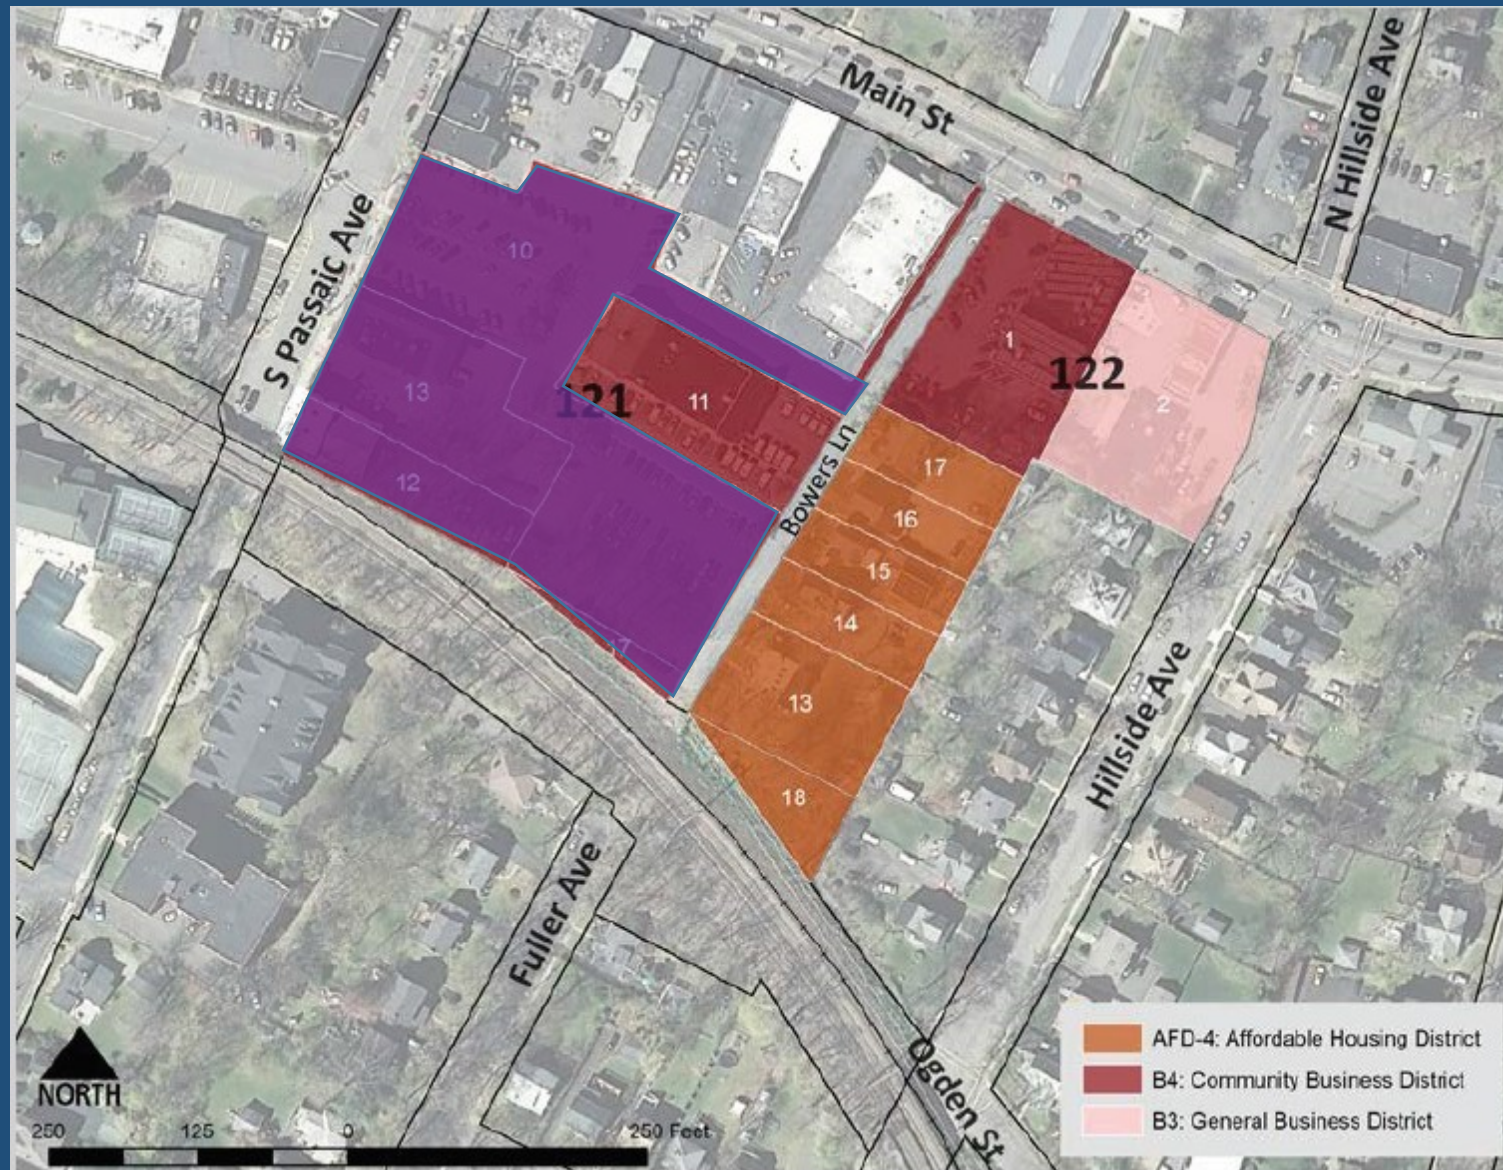 Main St
N Hillside Ave
S Passaic Ave
10
1
122
2
13
121
11
12
Bowers Ln
17
16
15
14
17
13
18
Hillside Ave
Fuller Ave
Ogden St
NORTH
250 125 0 250 Feet
AFD-4: Affordable Housing District
B4: Community Business District
B3: General Business District